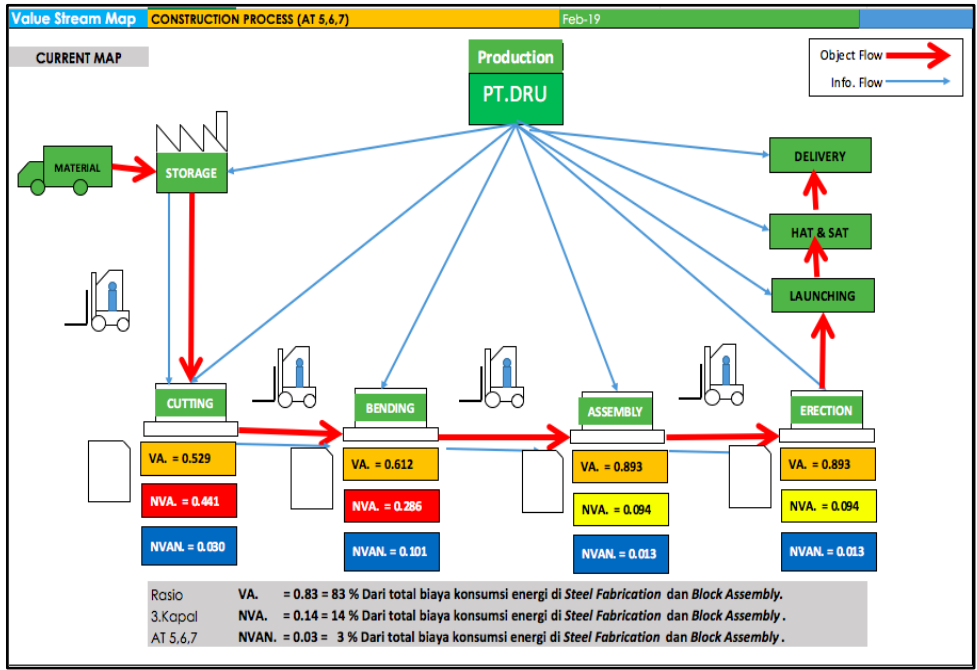 Value Stream Map CONSTRUCTION PROCESS (AT 5,6,7) Feb-19
CURRENT MAP
Production
PT.DRU
Object Flow
Info. Flow
MATERIAL
STORAGE
DELIVERY
HAT & SAT
LAUNCHING
CUTTING
BENDING
ASSEMBLY
ERECTION
VA. = 0.529
NVA. = 0.441
NVAN. = 0.030
VA. = 0.612
NVA. = 0.286
NVAN. = 0.101
VA. = 0.893
NVA. = 0.094
NVAN. = 0.013
VA. = 0.893
NVA. = 0.094
NVAN. = 0.013
Rasio VA. = 0.83 = 83 % Dari total biaya konsumsi energi di Steel Fabrication dan Block Assembly.
3.Kapal NVA. = 0.14 = 14 % Dari total biaya konsumsi energi di Steel Fabrication dan Block Assembly .
AT 5,6,7 NVAN. = 0.03 = 3 % Dari total biaya konsumsi energi di Steel Fabrication dan Block Assembly .